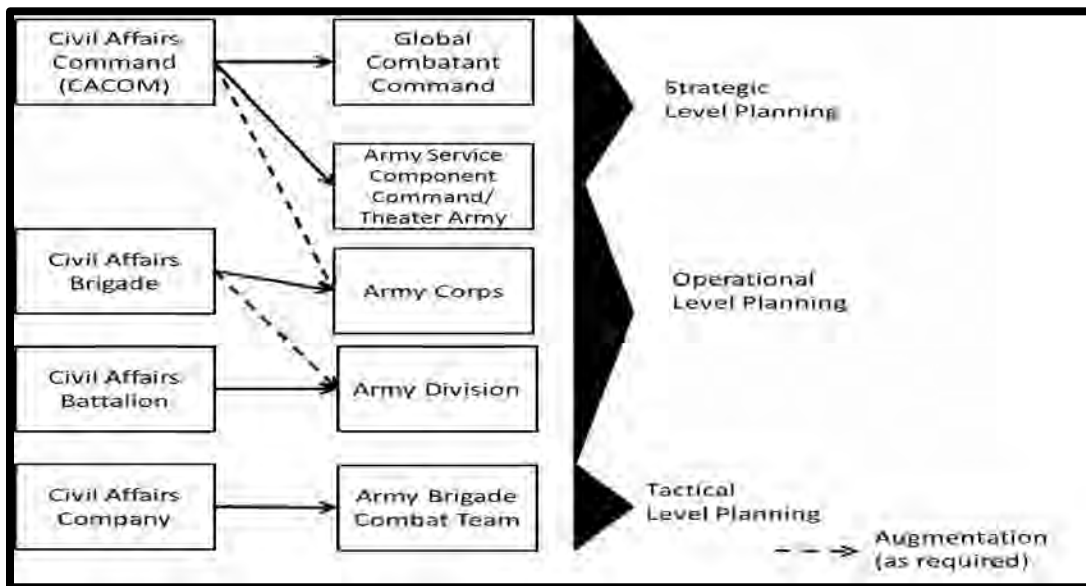 Civil Affairs
Command
(CACOM)
Global
Combatant
Command
Strategic
Level Planning
Army Service
Component
Command/
Theater Army
Civil Affairs
Brigade
Army Corps
Operational
Level Planning
Civil Affairs
Battalion
Army Division
Civil Affairs
Company
Army Brigade
Combat Team
Tactical
Level Planning
Augmentation
(as required)